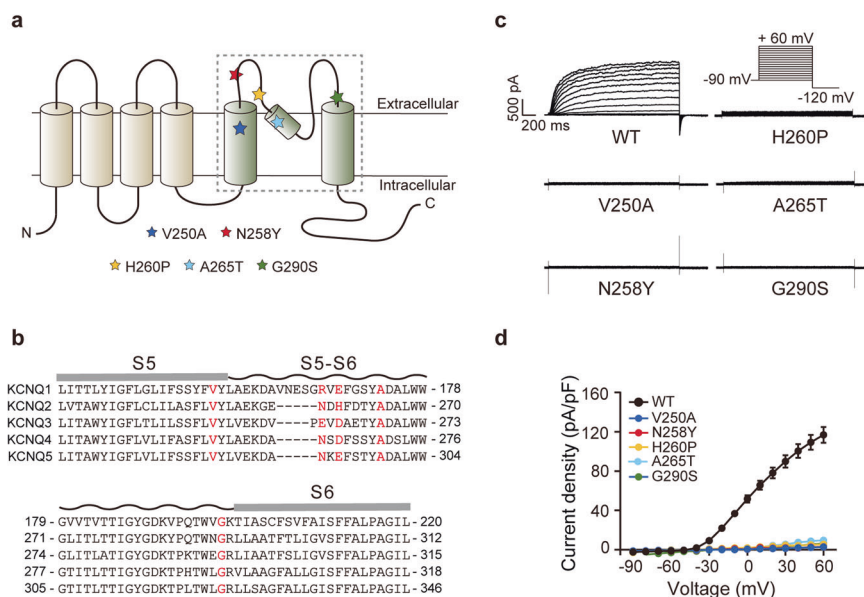 a
Extracellular
Intracellular
N
C
V250A N258Y
H260P A265T G290S
b
S5 S5-S6
KCNQ1 LITTLYIGFLGLIFSSYFVYLAEKDAVNESGRVEFGSYADALWW - 178
KCNQ2 LVTAWYIGFLCLILASFLVYLAEKGE-----NDHFDTYADALWW - 270
KCNQ3 LITAWYIGFLVLILSSFLVYLVEKDV-----PEVDAETYADALWW - 273
KCNQ4 LITAWYIGFLVLIFASFLVYLAEKDA-----NSDFSSYADSLWW - 276
KCNQ5 LITAWYIGFLVLIFSSFLVYLVEKDA-----NKEFSTYADALWW - 304
S6
179 - GVVTVTTIGYGDKVPQTWVGKTIASCFSVFAISFFALPAGIL - 220
271 - GLITLTTIGYGDKYPQTWNGRLLAATFTLIGVSFFALPAGIL - 312
274 - GLITLATIGYGDKTPKTWEGRLIAATFSLIGVSFFALPAGIL - 315
277 - GTITLTTIGYGDKTPHTWLGRVLAAGFALLGISFFALPAGIL - 318
305 - GTITLTTIGYGDKTPLTWLGRLLSAGFALLGISFFALPAGIL - 346
c
+ 60 mV
-90 mV
-120 mV
500 pA
200 ms
WT H260P
V250A A265T
N258Y G290S
d
Current density (pA/pF)
160
120
80
40
0
WT
V250A
N258Y
H260P
A265T
G290S
-90 -60 -30 0 30 60
Voltage (mV)